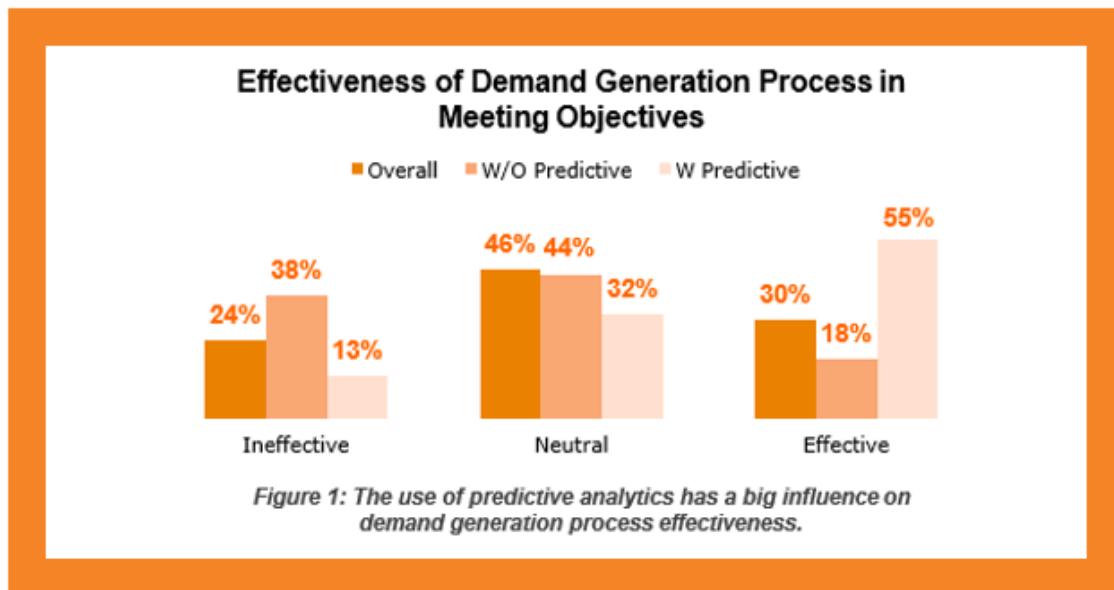 Effectiveness of Demand Generation Process in
Meeting Objectives
Overall W/O Predictive W Predictive
24% 38% 13% 46% 44% 32% 30% 18% 55%
Ineffective Neutral Effective
Figure 1: The use of predictive analytics has a big influence on
demand generation process effectiveness.